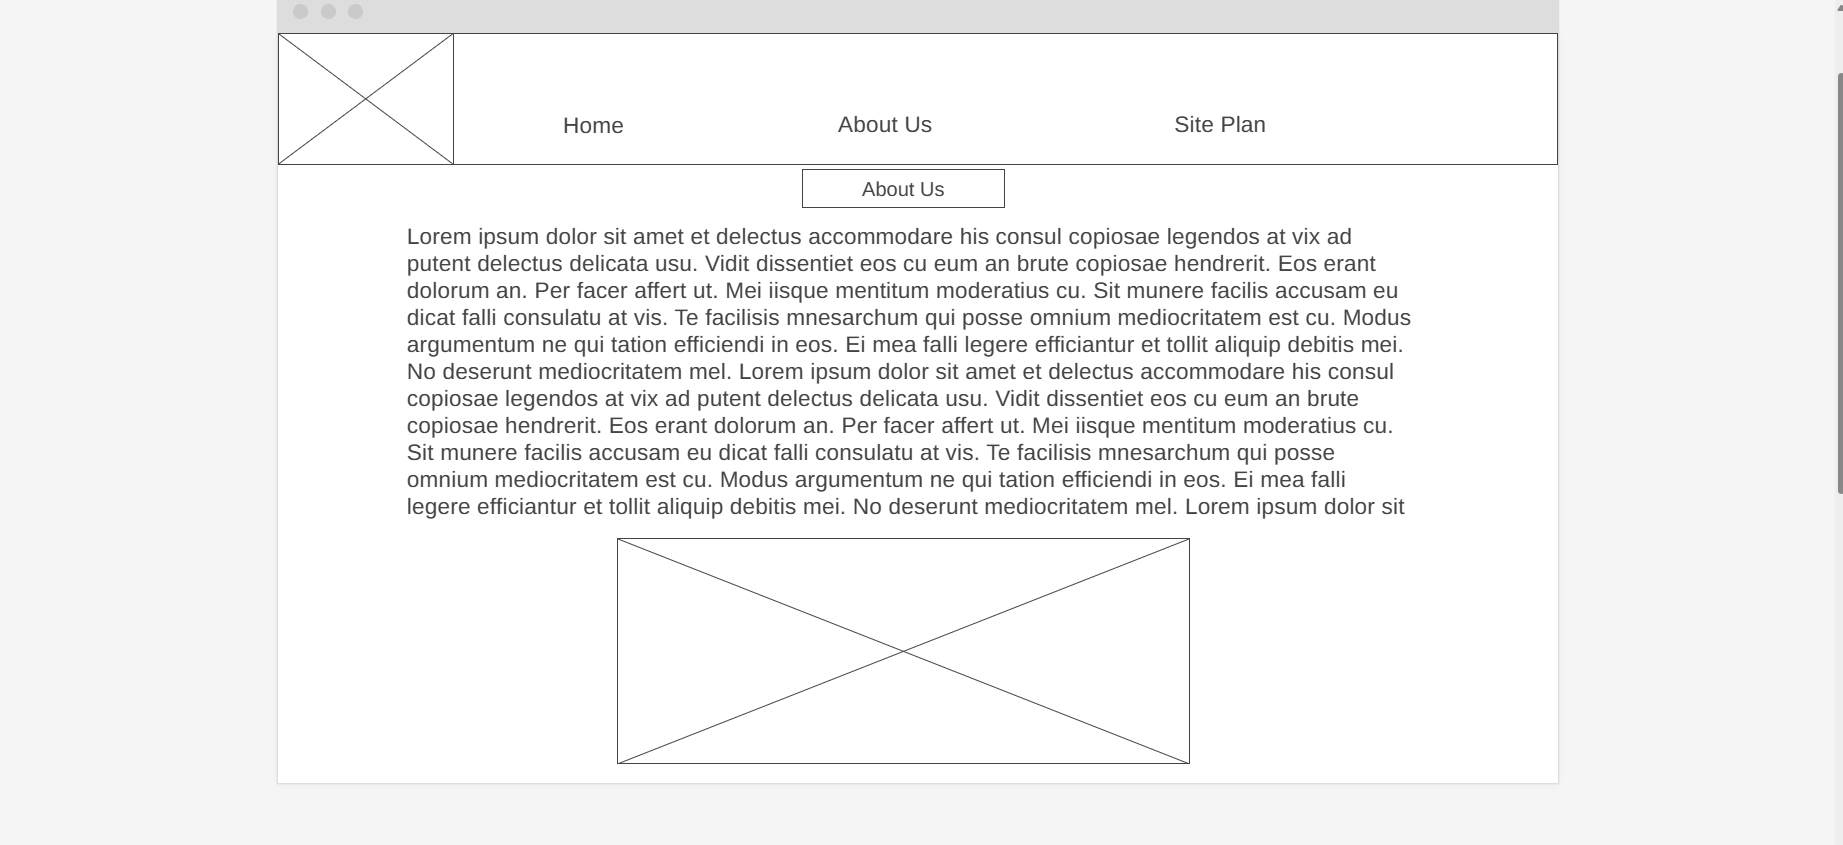 Home
About Us
Site Plan
About Us
Lorem ipsum dolor sit amet et delectus accommodare his consul copiosae legendos at vix ad
putent delectus delicata usu. Vidit dissentiet eos cu eum an brute copiosae hendrerit. Eos erant
dolorum an. Per facer affert ut. Mei iisque mentitum moderatius cu. Sit munere facilis accusam eu
dicat falli consulatu at vis. Te facilisis mnesarchum qui posse omnium mediocritatem est cu. Modus
argumentum ne qui tation efficiendi in eos. Ei mea falli legere efficiantur et tollit aliquip debitis mei.
No deserunt mediocritatem mel. Lorem ipsum dolor sit amet et delectus accommodare his consul
copiosae legendos at vix ad putent delectus delicata usu. Vidit dissentiet eos cu eum an brute
copiosae hendrerit. Eos erant dolorum an. Per facer affert ut. Mei iisque mentitum moderatius cu.
Sit munere facilis accusam eu dicat falli consulatu at vis. Te facilisis mnesarchum qui posse
omnium mediocritatem est cu. Modus argumentum ne qui tation efficiendi in eos. Ei mea falli
legere efficiantur et tollit aliquip debitis mei. No deserunt mediocritatem mel. Lorem ipsum dolor sit